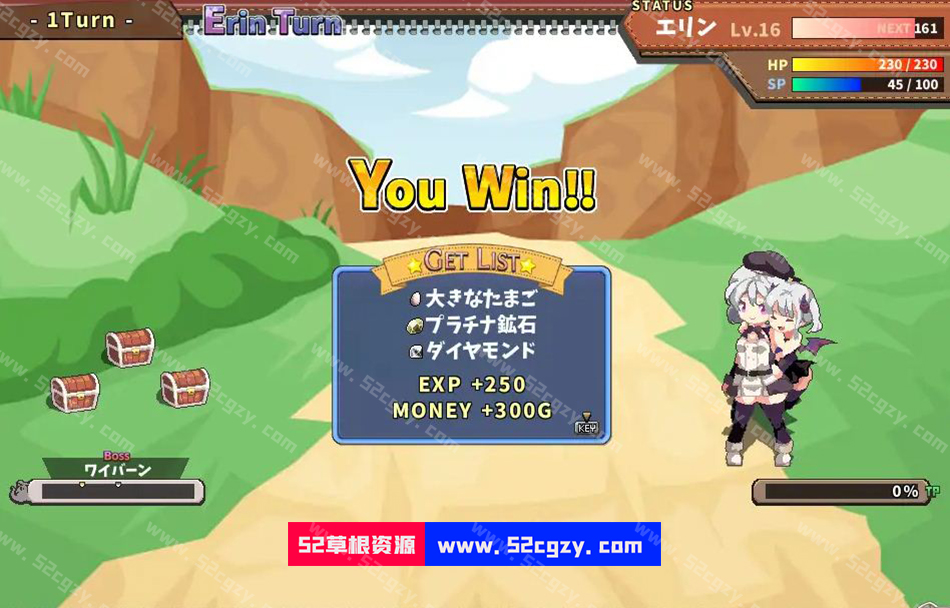 - 1Turn -
Erin Turn
STATUS
エリン Lv.16 NEXT 161
HP 230 / 230
SP 45 / 100
You Win!!
GET LIST
大きなたまご
プラチナ鉱石
ダイヤモンド
EXP +250
MONEY +300G
KEY
Boss
ワイバーン
0% TP
52草根资源 www.52cgzy.com
www.52cgzy.com